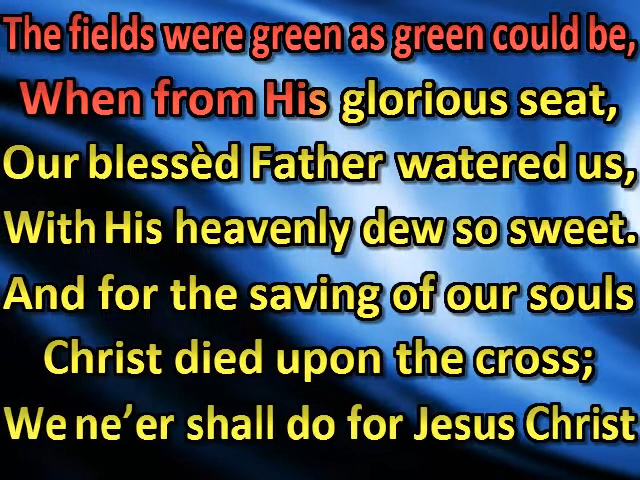 The fields were green as green could be,
When from His glorious seat,
Our blessèd Father watered us,
With His heavenly dew so sweet.
And for the saving of our souls
Christ died upon the cross;
We ne’er shall do for Jesus Christ